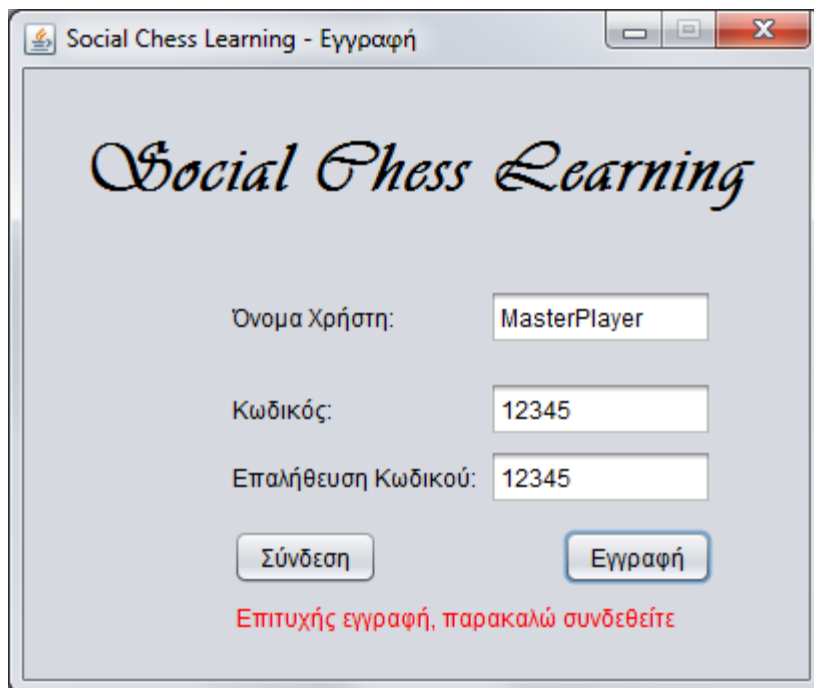 Social Chess Learning - Εγγραφή
Social Chess Learning
Όνομα Χρήστη: MasterPlayer
Κωδικός: 12345
Επαλήθευση Κωδικού: 12345
Σύνδεση Εγγραφή
Επιτυχής εγγραφή, παρακαλώ συνδεθείτε